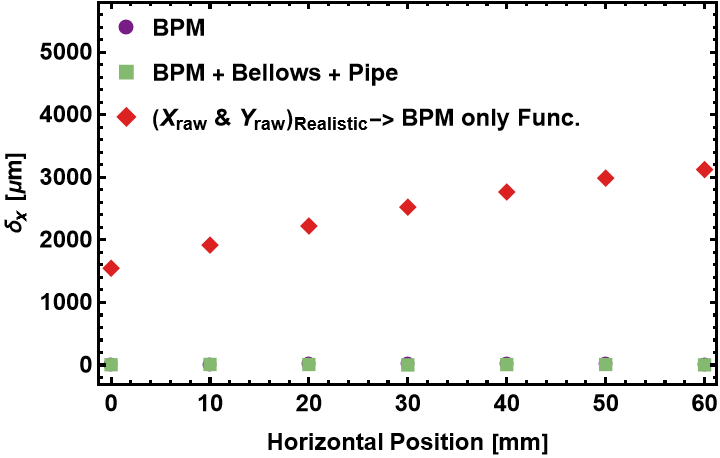 BPM
BPM + Bellows + Pipe
(Xraw & Yraw)Realistic-> BPM only Func.
5000
4000
3000
2000
1000
0
δx [μm]
0 10 20 30 40 50 60
Horizontal Position [mm]